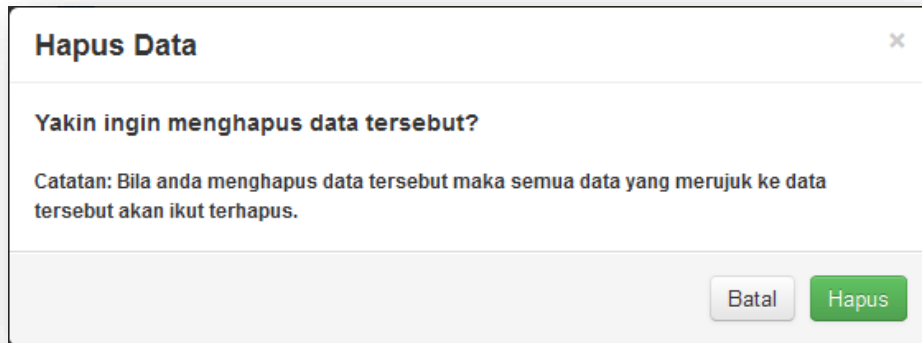 Hapus Data
×
Yakin ingin menghapus data tersebut?
Catatan: Bila anda menghapus data tersebut maka semua data yang merujuk ke data
tersebut akan ikut terhapus.
Batal Hapus